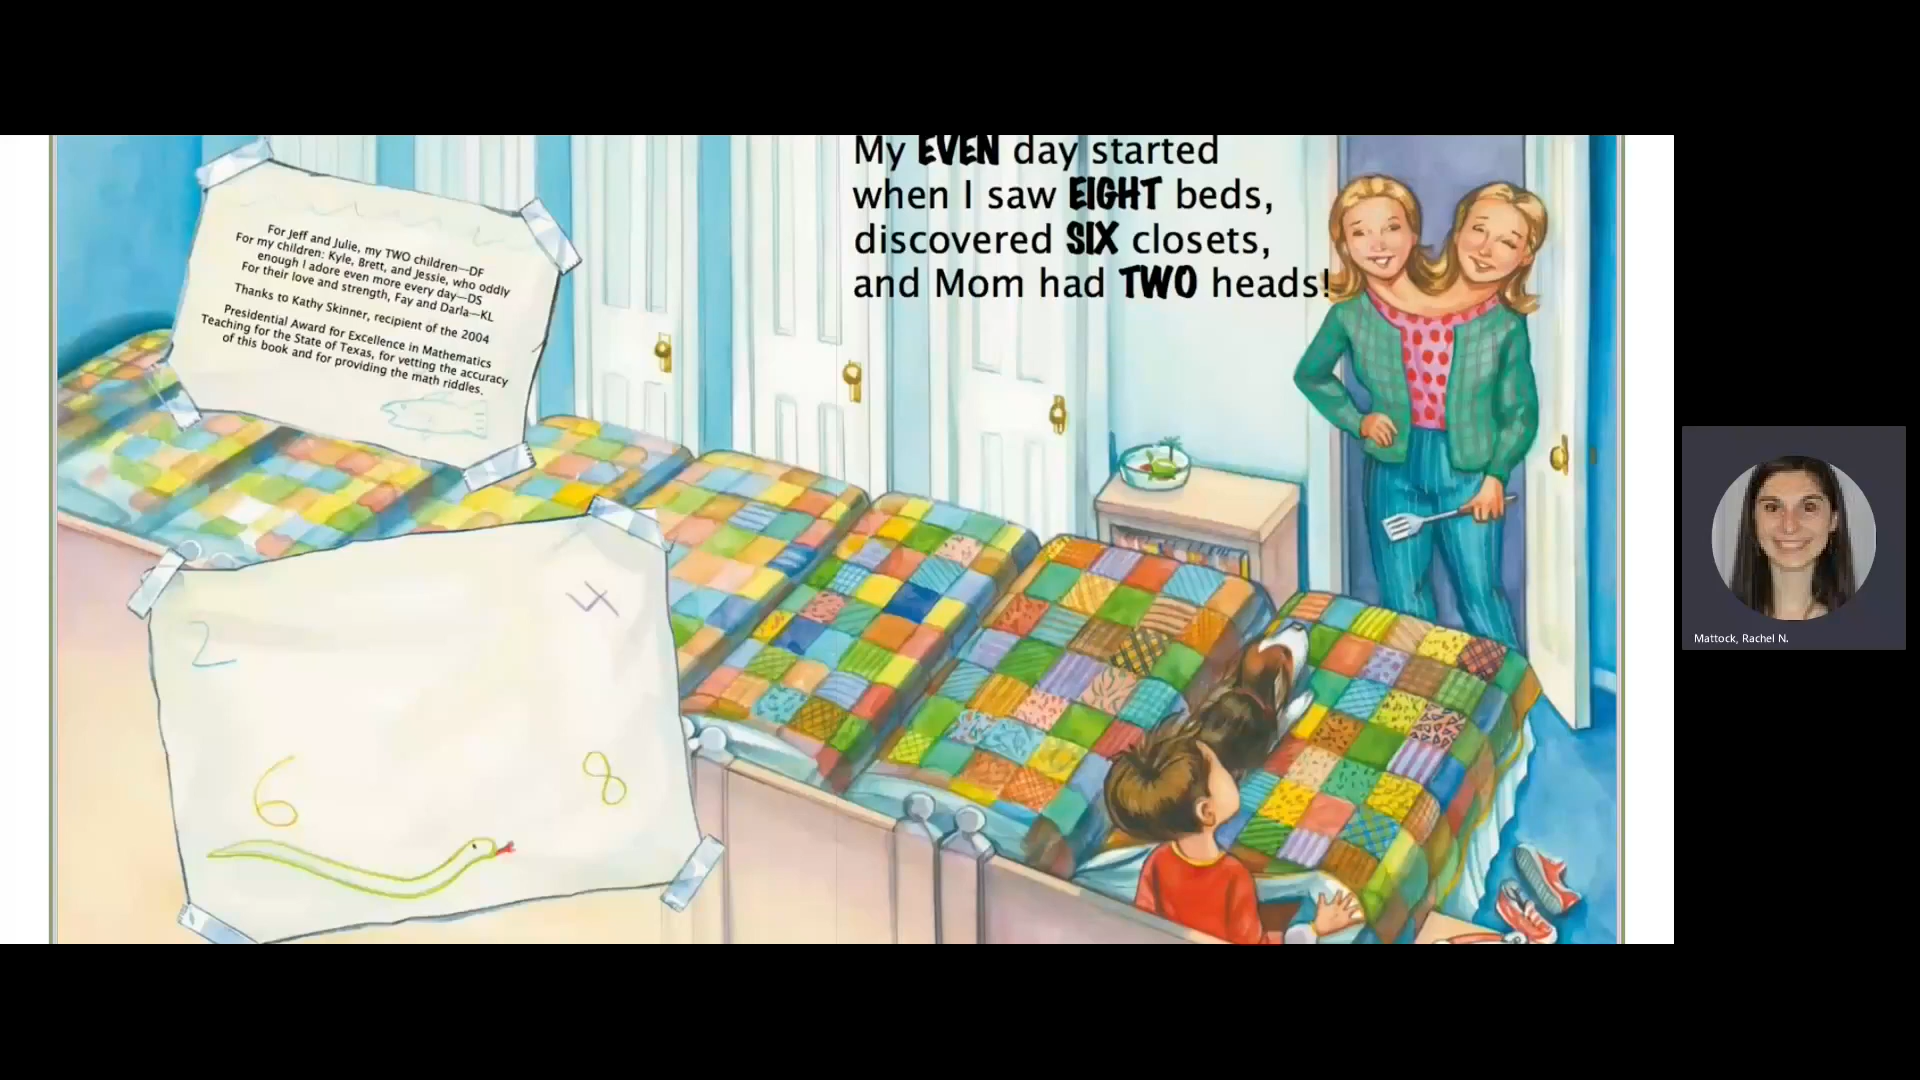 For Jeff and Julie, my TWO children—DF
For my children: Kyle, Brett, and Jessie, who oddly
enough I adore even more every day—DS
For their love and strength, Fay and Darla—KL
Thanks to Kathy Skinner, recipient of the 2004
Presidential Award for Excellence in Mathematics
Teaching for the State of Texas, for vetting the accuracy
of this book and for providing the math riddles.
My EVEN day started
when I saw EIGHT beds,
discovered SIX closets,
and Mom had TWO heads!
2
4
6
8
Mattock, Rachel N.